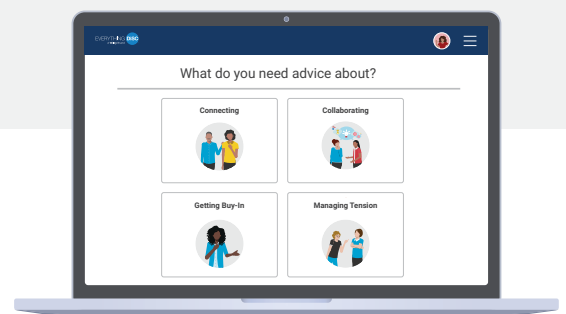 EVERYTHING DiSC
What do you need advice about?
Connecting
Collaborating
Getting Buy-In
Managing Tension